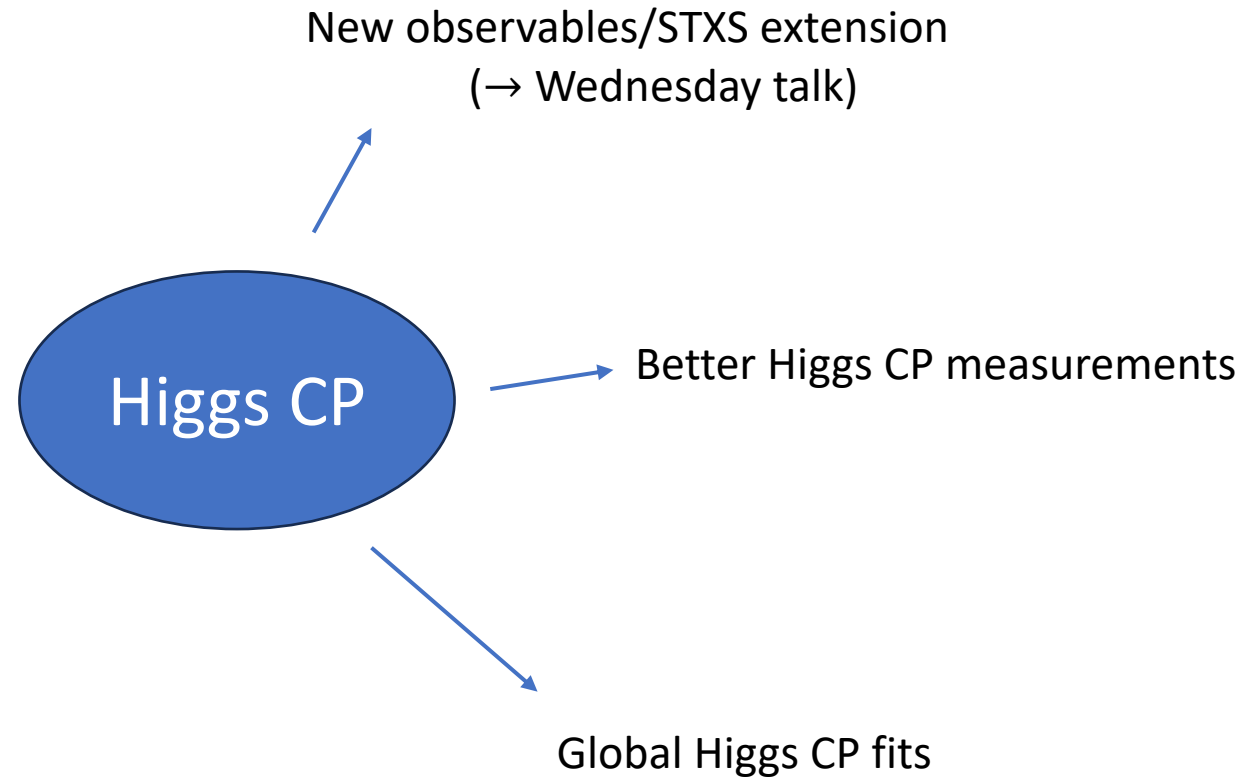 New observables/STXS extension
(→ Wednesday talk)
Higgs CP
Better Higgs CP measurements
Global Higgs CP fits